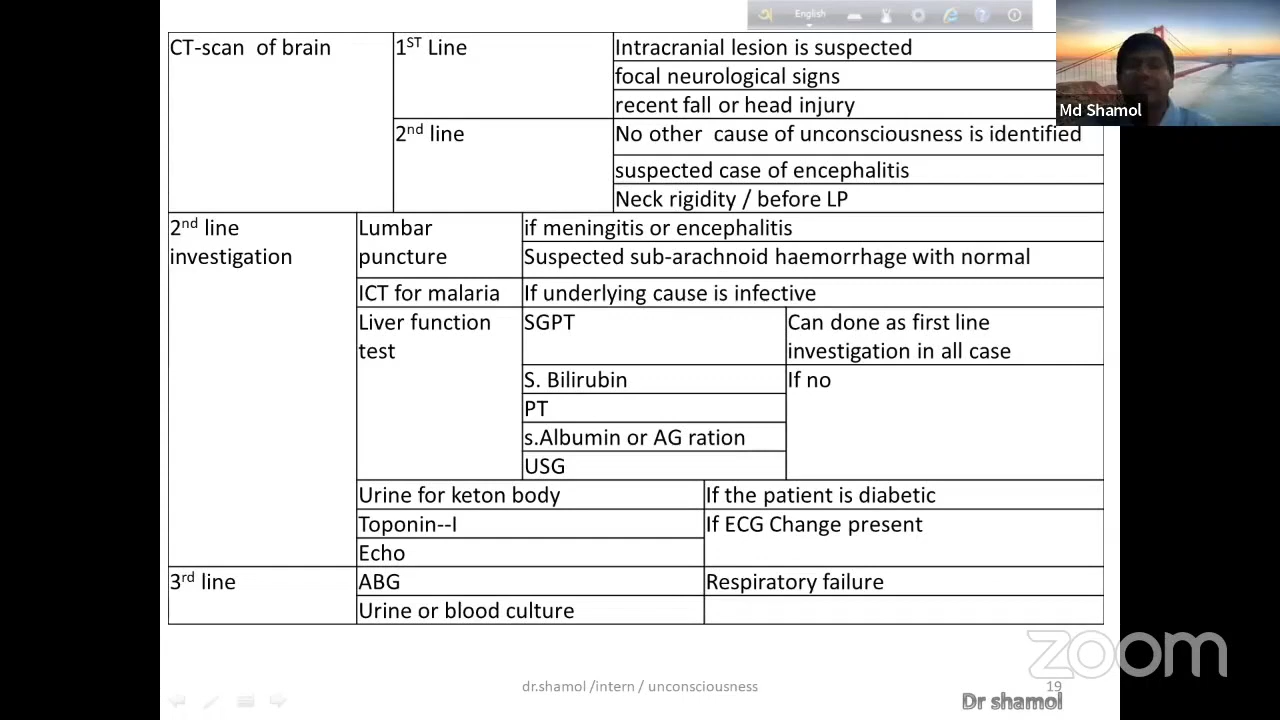 English
Md Shamol
CT-scan of brain
1ST Line
Intracranial lesion is suspected
focal neurological signs
recent fall or head injury
2nd line
No other cause of unconsciousness is identified
suspected case of encephalitis
Neck rigidity / before LP
2nd line
investigation
Lumbar
puncture
if meningitis or encephalitis
Suspected sub-arachnoid haemorrhage with normal
ICT for malaria
If underlying cause is infective
Liver function
test
SGPT
Can done as first line
investigation in all case
S. Bilirubin
If no
PT
s.Albumin or AG ration
USG
Urine for keton body
If the patient is diabetic
Toponin--I
If ECG Change present
Echo
3rd line
ABG
Respiratory failure
Urine or blood culture
zoom
dr.shamol /intern / unconsciousness
19
Dr shamol